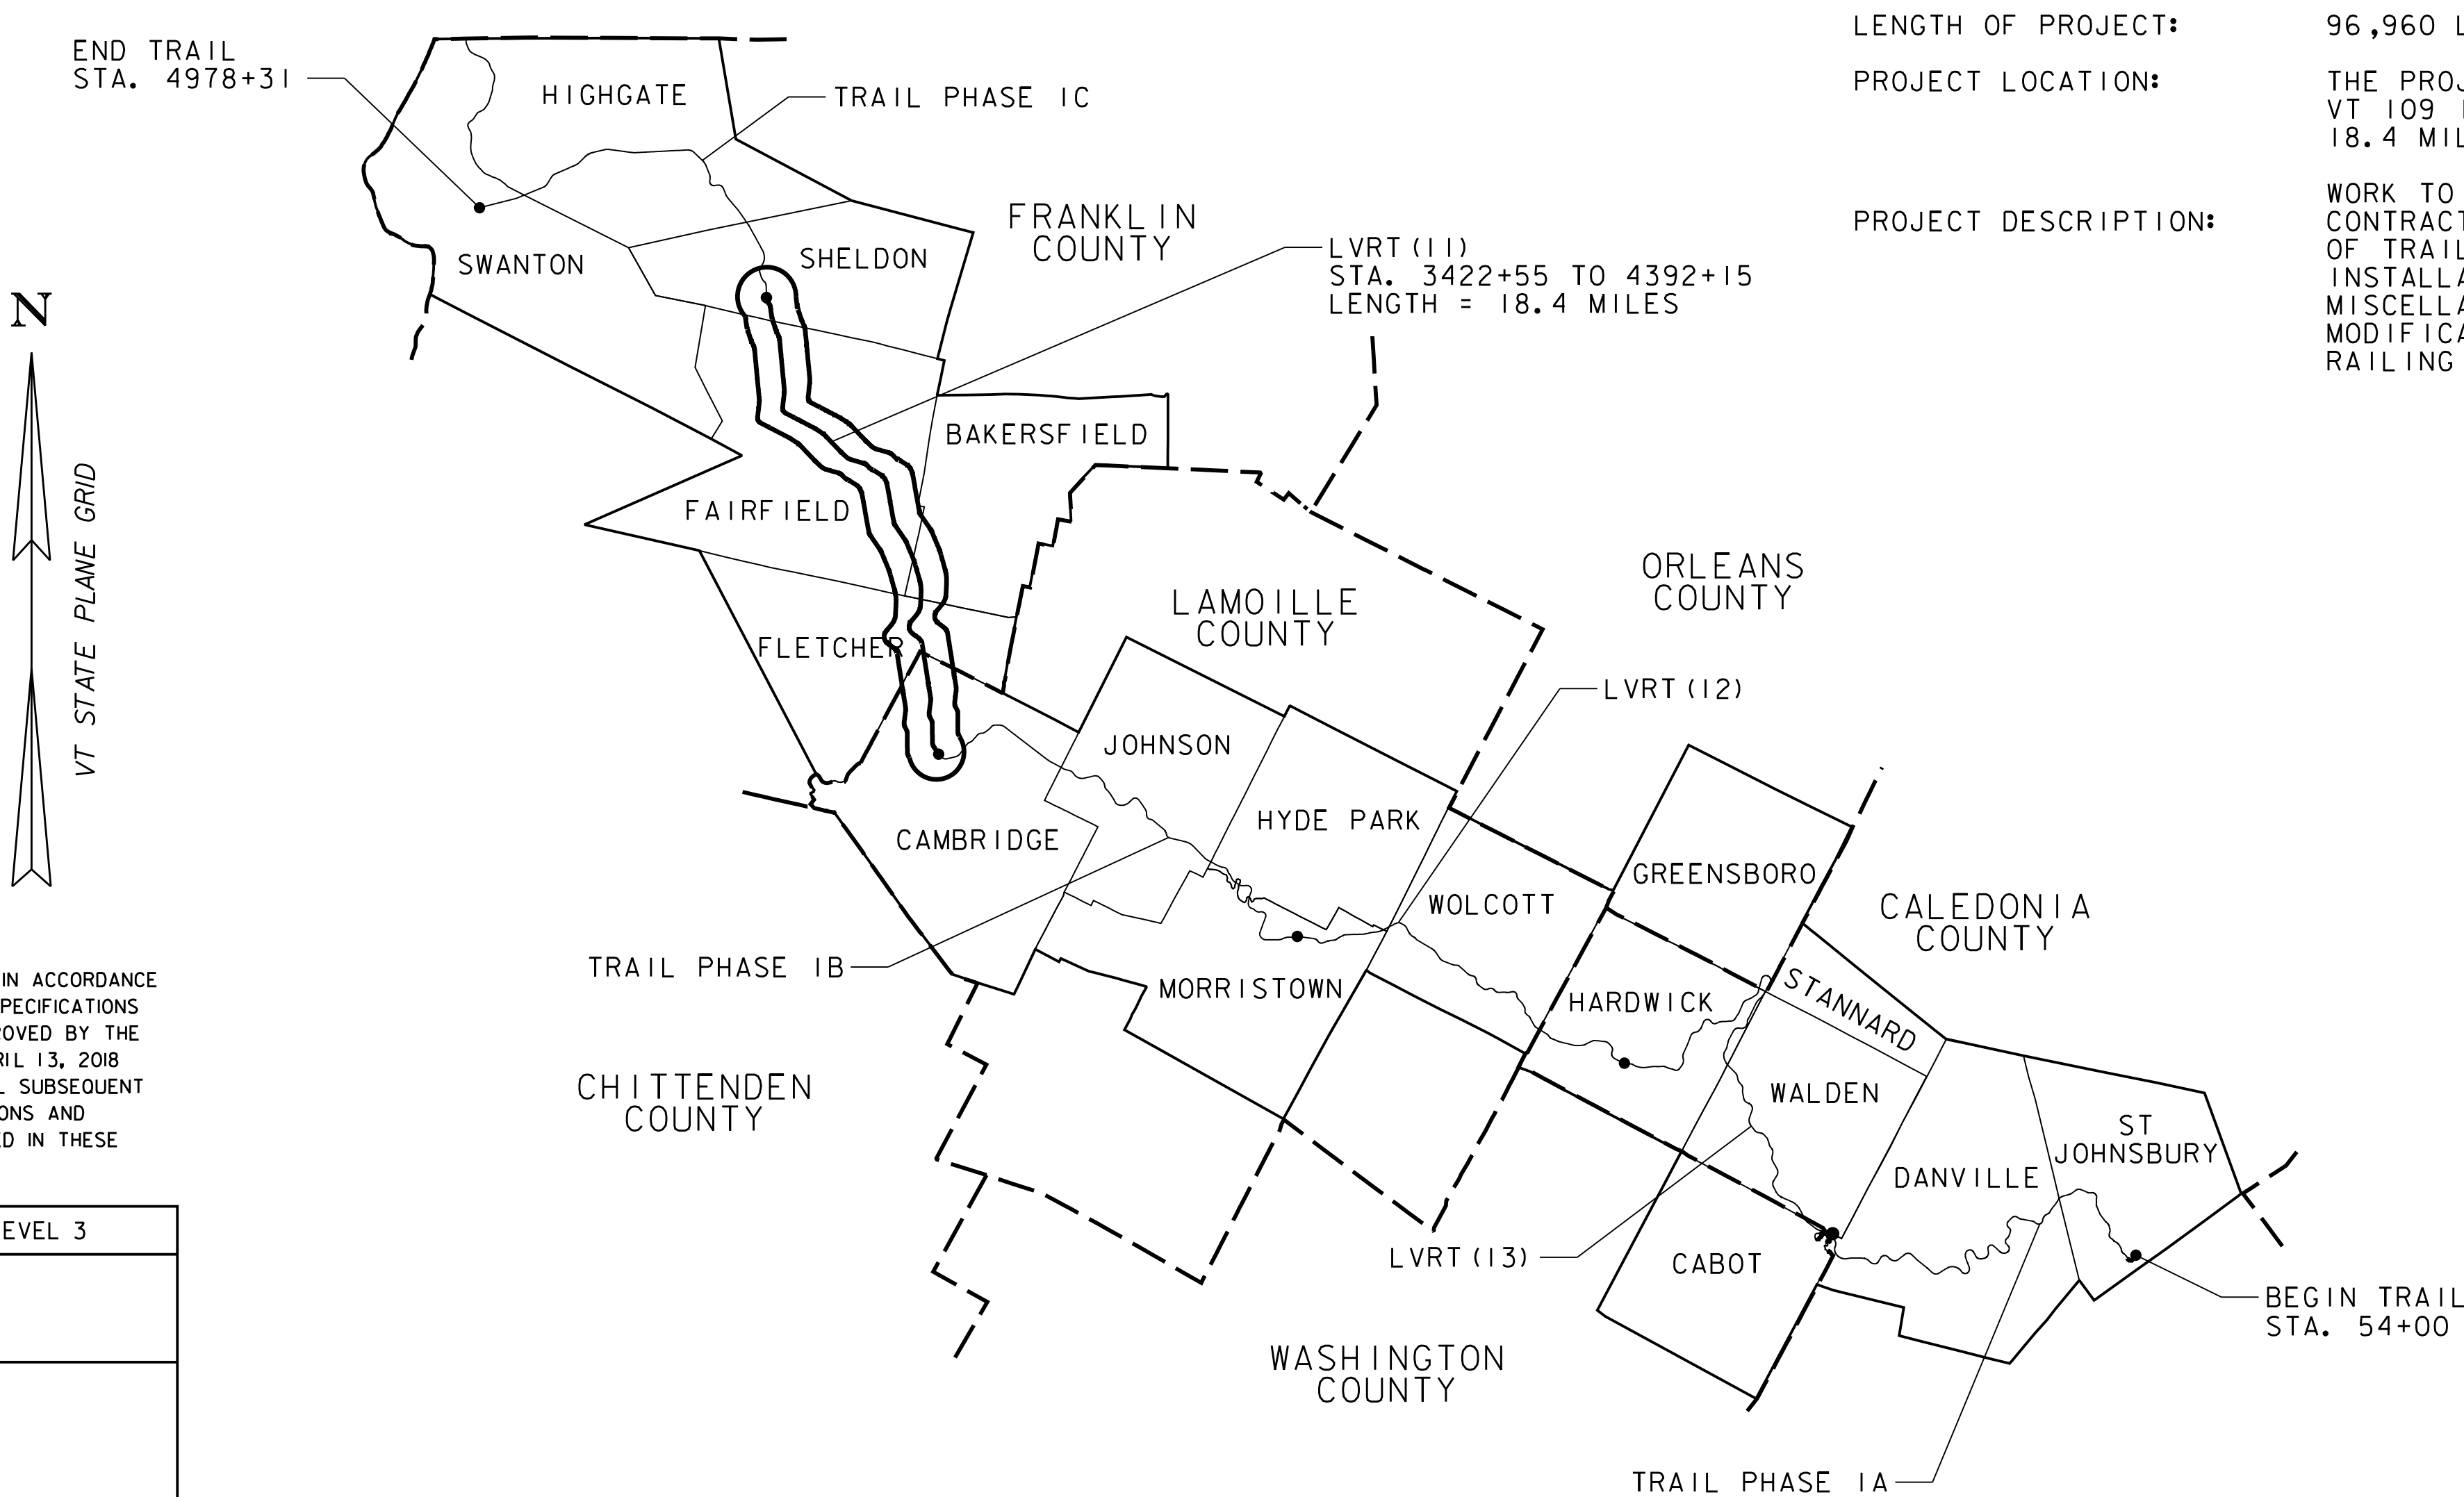 LENGTH OF PROJECT: 96,960 L
PROJECT LOCATION: THE PROJ
VT 109
18.4 MIL
PROJECT DESCRIPTION:
WORK TO
CONTRACT
OF TRAIL
INSTALLA
MISCELLA
MODIFICA
RAILING
END TRAIL
STA. 4978+31
HIGHGATE
TRAIL PHASE 1C
FRANKLIN
COUNTY
SWANTON
SHELDON
LVRT(11)
STA. 3422+55 TO 4392+15
LENGTH = 18.4 MILES
N
VT STATE PLANE GRID
BAKERSFIELD
FAIRFIELD
ORLEANS
COUNTY
LAMOILLE
COUNTY
FLETCHER
LVRT(12)
JOHNSON
HYDE PARK
CAMBRIDGE
GREENSBORO
WOLCOTT
CALEDONIA
COUNTY
TRAIL PHASE 1B
MORRISTOWN
HARDWICK
STANNARD
IN ACCORDANCE
PECIFICATIONS
ROVED BY THE
RIL 13, 2018
L SUBSEQUENT
ONS AND
ED IN THESE
CHITTENDEN
COUNTY
WALDEN
ST
JOHNSBURY
DANVILLE
EVEL 3
LVRT(13)
CABOT
BEGIN TRAIL
STA. 54+00
WASHINGTON
COUNTY
TRAIL PHASE 1A